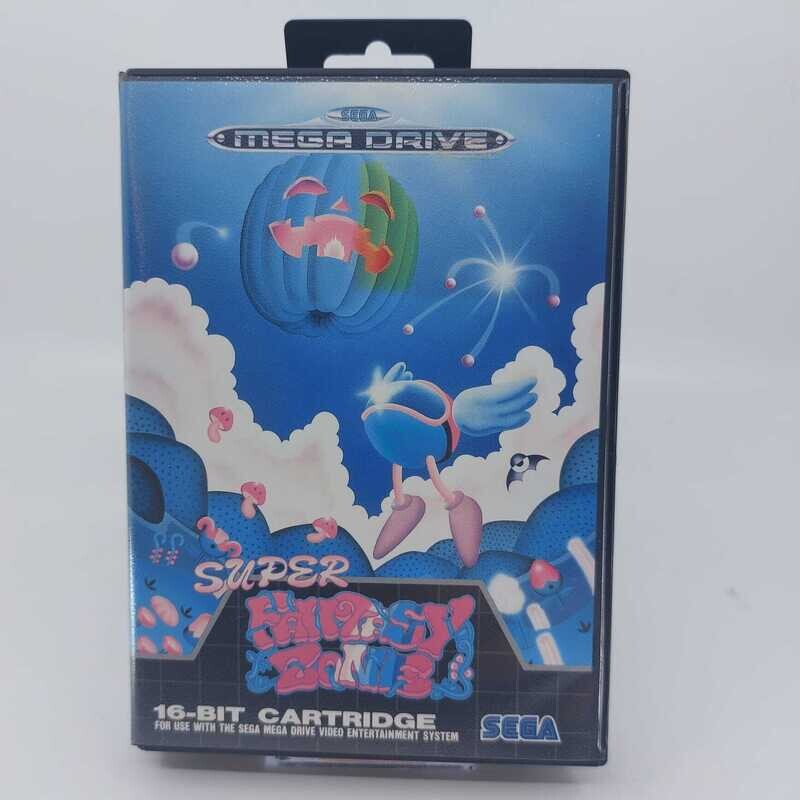 SEGA
MEGA DRIVE
SUPER
FANTASY
ZONE
16-BIT CARTRIDGE
FOR USE WITH THE SEGA MEGA DRIVE VIDEO ENTERTAINMENT SYSTEM
SEGA